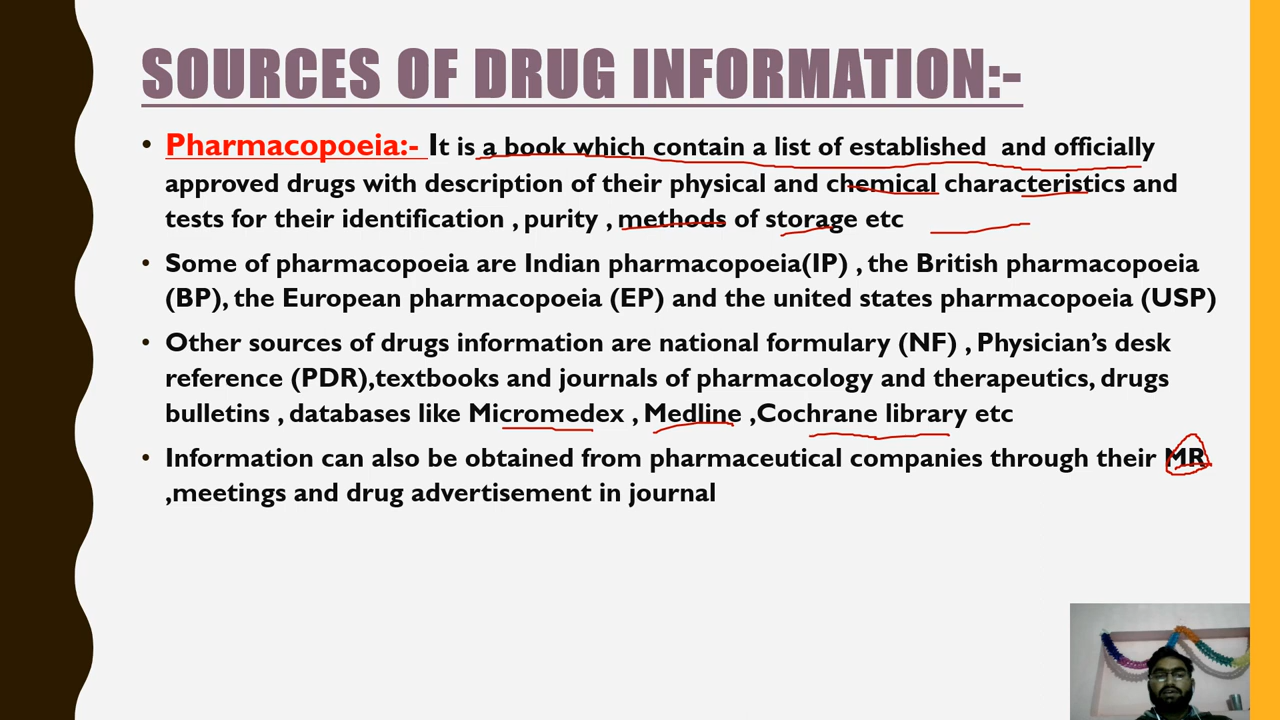 SOURCES OF DRUG INFORMATION:-
• Pharmacopoeia:- It is a book which contain a list of established and officially
approved drugs with description of their physical and chemical characteristics and
tests for their identification , purity , methods of storage etc
• Some of pharmacopoeia are Indian pharmacopoeia(IP) , the British pharmacopoeia
(BP), the European pharmacopoeia (EP) and the united states pharmacopoeia (USP)
• Other sources of drugs information are national formulary (NF) , Physician’s desk
reference (PDR),textbooks and journals of pharmacology and therapeutics, drugs
bulletins , databases like Micromedex , Medline ,Cochrane library etc
• Information can also be obtained from pharmaceutical companies through their MR
,meetings and drug advertisement in journal